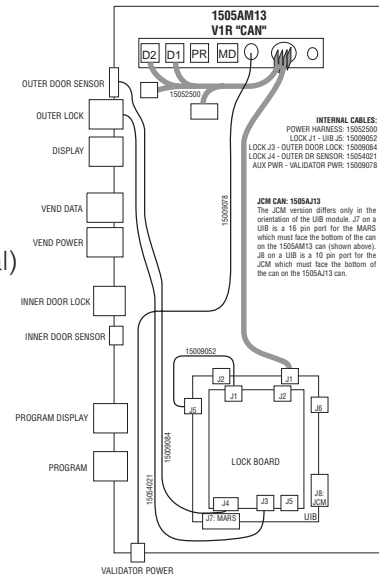 1505AM13
V1R "CAN"
D2 D1 PR MD
15052500
OUTER DOOR SENSOR
OUTER LOCK
DISPLAY
VEND DATA
VEND POWER
al)
INNER DOOR LOCK
INNER DOOR SENSOR
PROGRAM DISPLAY
PROGRAM
VALIDATOR POWER
INTERNAL CABLES:
POWER HARNESS: 15052500
LOCK J1 - UIB J5: 15009052
LOCK J3 - OUTER DOOR LOCK: 15009084
LOCK J4 - OUTER DR SENSOR: 15054021
AUX PWR - VALIDATOR PWR: 15009078
JCM CAN: 1505AJ13
The JCM version differs only in the
orientation of the UIB module. J7 on a
UIB is a 16 pin port for the MARS
which must face the bottom of the can
on the 1505AM13 can (shown above).
J8 on a UIB is a 10 pin port for the
JCM which must face the bottom of
the can on the 1505AJ13 can.
15009078
15009052
15009084
15054021
J2 J1
J1 J2
J5
J6
LOCK BOARD
J4 J3 J5
J7: MARS
J8:
JCM
UIB